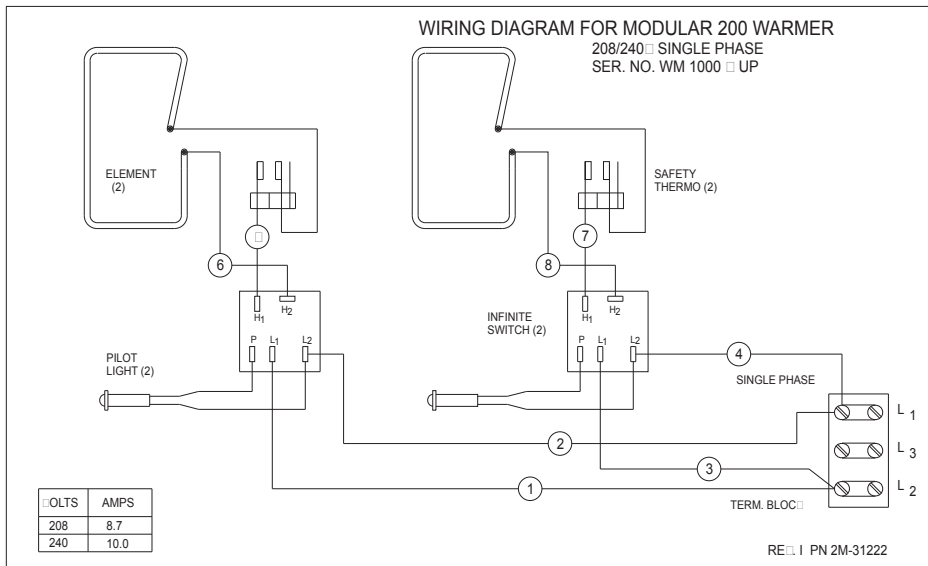 WIRING DIAGRAM FOR MODULAR 200 WARMER
208/240□ SINGLE PHASE
SER. NO. WM 1000 □ UP
ELEMENT
(2)
SAFETY
THERMO (2)
□
7
6
8
H1
H2
H1
H2
INFINITE
SWITCH (2)
P L1 L2
P L1 L2
4
PILOT
LIGHT (2)
SINGLE PHASE
L 1
2
L 3
3
1
L 2
TERM. BLOC□
□OLTS AMPS
208 8.7
240 10.0
RE□. I PN 2M-31222